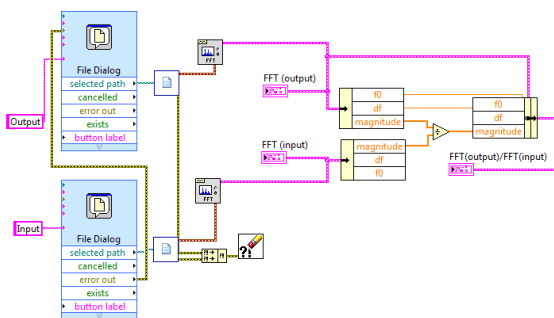 File Dialog
selected path
cancelled
error out
exists
button label
Output
FFT
FFT (output)
f0
df
magnitude
f0
df
magnitude
÷
FFT (input)
magnitude
df
f0
FFT(output)/FFT(input)
File Dialog
selected path
cancelled
error out
exists
button label
Input
FFT
?!